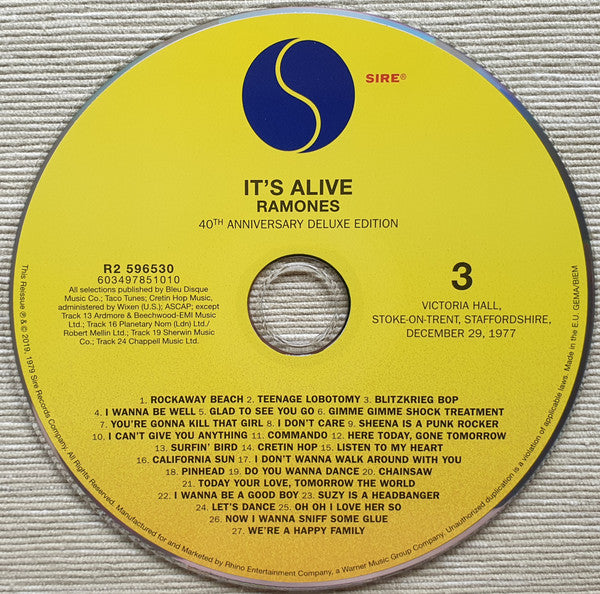 SIRE®
IT'S ALIVE
RAMONES
40TH ANNIVERSARY DELUXE EDITION
R2 596530
603497851010
All selections published by Bleu Disque
Music Co.; Taco Tunes; Cretin Hop Music,
administered by Wixen (U.S.); ASCAP; except
Track 13 Ardmore & Beechwood-EMI Music
Ltd.; Track 16 Planetary Nom (Ldn) Ltd./
Robert Mellin Ltd.; Track 19 Sherwin Music
Co.; Track 24 Chappell Music Ltd.
3
VICTORIA HALL,
STOKE-ON-TRENT, STAFFORDSHIRE,
DECEMBER 29, 1977
1. ROCKAWAY BEACH 2. TEENAGE LOBOTOMY 3. BLITZKRIEG BOP
4. I WANNA BE WELL 5. GLAD TO SEE YOU GO 6. GIMME GIMME SHOCK TREATMENT
7. YOU'RE GONNA KILL THAT GIRL 8. I DON'T CARE 9. SHEENA IS A PUNK ROCKER
10. I CAN'T GIVE YOU ANYTHING 11. COMMANDO 12. HERE TODAY, GONE TOMORROW
13. SURFIN' BIRD 14. CRETIN HOP 15. LISTEN TO MY HEART
16. CALIFORNIA SUN 17. I DON'T WANNA WALK AROUND WITH YOU
18. PINHEAD 19. DO YOU WANNA DANCE 20. CHAINSAW
21. TODAY YOUR LOVE, TOMORROW THE WORLD
22. I WANNA BE A GOOD BOY 23. SUZY IS A HEADBANGER
24. LET'S DANCE 25. OH OH I LOVE HER SO
26. NOW I WANNA SNIFF SOME GLUE
27. WE'RE A HAPPY FAMILY
This Reissue ℗ & © 2019, 1979 Sire Records Company. All Rights Reserved. Manufactured for and Marketed by Rhino Entertainment Company, a Warner Music Group Company. Unauthorized duplication is a violation of applicable laws. Made in the E.U. GEMA/BIEM